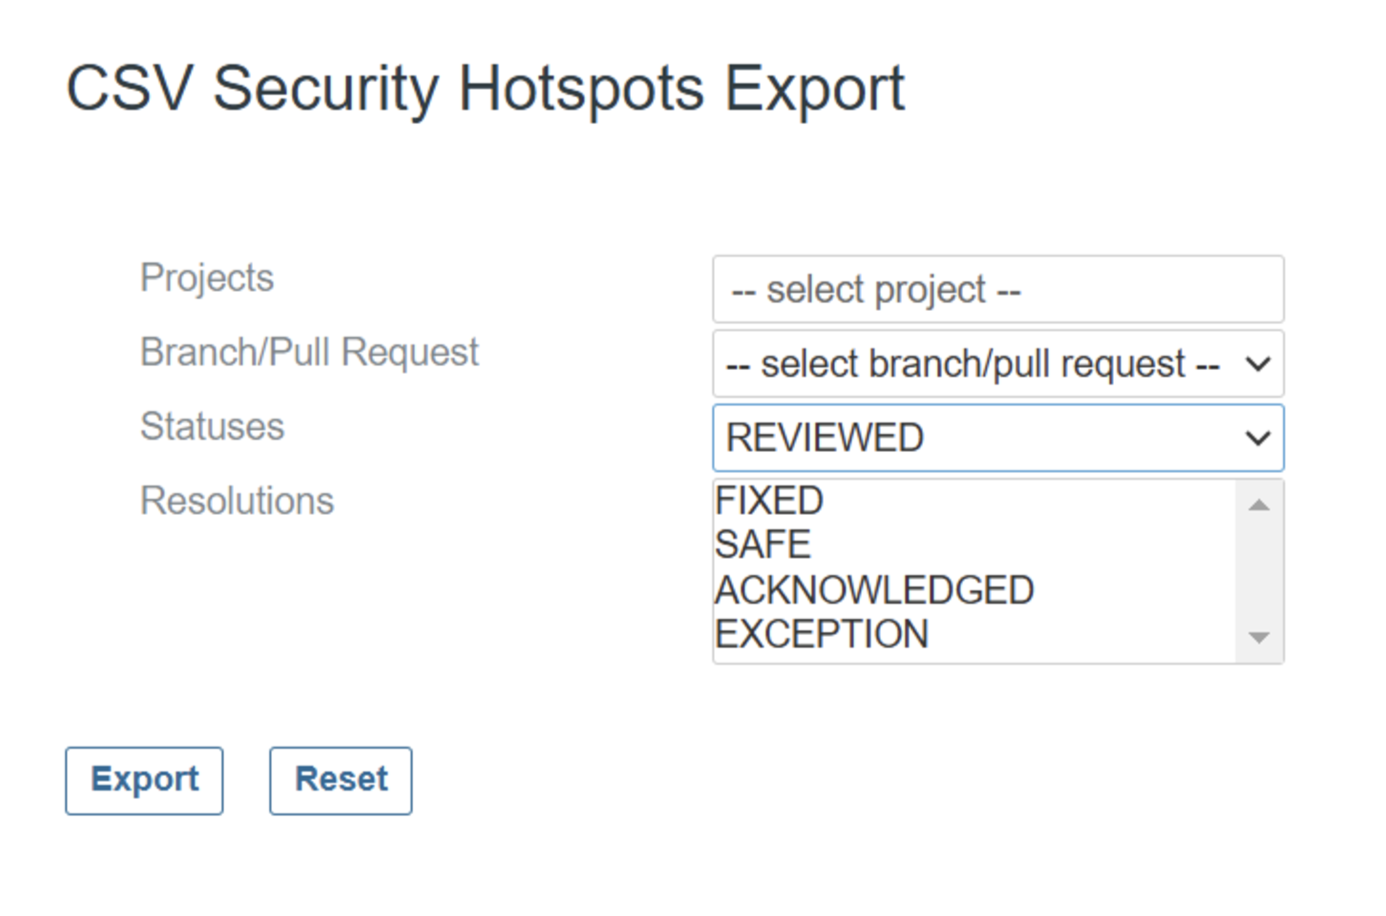 CSV Security Hotspots Export
Projects
-- select project --
Branch/Pull Request
-- select branch/pull request --
Statuses
REVIEWED
Resolutions
FIXED
SAFE
ACKNOWLEDGED
EXCEPTION
Export
Reset